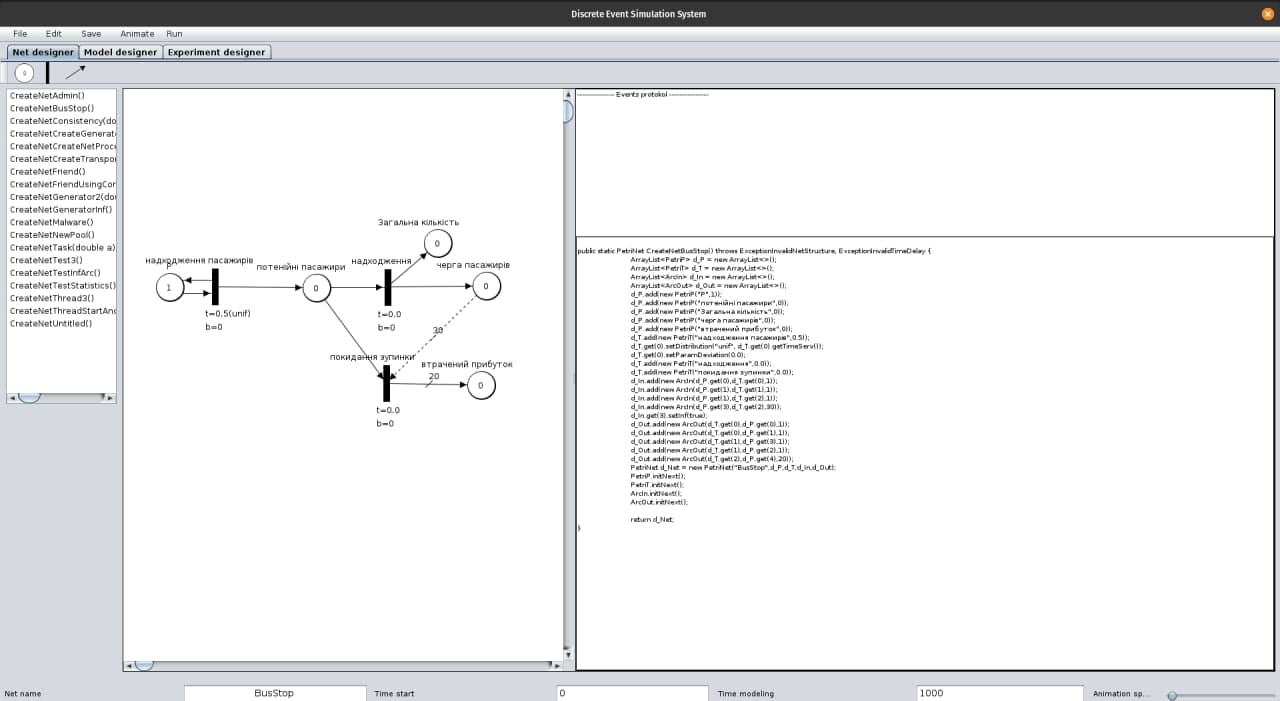 Discrete Event Simulation System
File Edit Save Animate Run
Net designer Model designer Experiment designer
0
CreateNetAdmin()
CreateNetBusStop()
CreateNetConsistency(do
CreateNetCreateGenerat
CreateNetCreateNetProc
CreateNetCreateTranspo
CreateNetFriend()
CreateNetFriendUsingCor
CreateNetGenerator2(dou
CreateNetGeneratorInf()
CreateNetMalware()
CreateNetNewPool()
CreateNetTask(double a)
CreateNetTest3()
CreateNetTestInfArc()
CreateNetTestStatistics()
CreateNetThread3()
CreateNetThreadStartAnd
CreateNetUntitled()
Загальна кількість
0
надходження пасажирів
P
1
t=0.5(unif)
b=0
потенійні пасажири
0
надходження
t=0.0
b=0
черга пасажирів
0
30
покидання зупинки
t=0.0
b=0
втрачений прибуток
20
0
---------------- Events protokol ----------------
public static PetriNet CreateNetBusStop() throws ExceptionInvalidNetStructure, ExceptionInvalidTimeDelay {
ArrayList<PetriP> d_P = new ArrayList<>();
ArrayList<PetriT> d_T = new ArrayList<>();
ArrayList<ArcIn> d_In = new ArrayList<>();
ArrayList<ArcOut> d_Out = new ArrayList<>();
d_P.add(new PetriP("P",1));
d_P.add(new PetriP("потенійні пасажири",0));
d_P.add(new PetriP("Загальна кількість",0));
d_P.add(new PetriP("черга пасажирів",0));
d_P.add(new PetriP("втрачений прибуток",0));
d_T.add(new PetriT("надходження пасажирів",0.5));
d_T.get(0).setDistribution("unif", d_T.get(0).getTimeServ());
d_T.get(0).setParamDeviation(0.0);
d_T.add(new PetriT("надходження",0.0));
d_T.add(new PetriT("покидання зупинки",0.0));
d_In.add(new ArcIn(d_P.get(0),d_T.get(0),1));
d_In.add(new ArcIn(d_P.get(1),d_T.get(1),1));
d_In.add(new ArcIn(d_P.get(1),d_T.get(2),1));
d_In.add(new ArcIn(d_P.get(3),d_T.get(2),30));
d_In.get(3).setInf(true);
d_Out.add(new ArcOut(d_T.get(0),d_P.get(0),1));
d_Out.add(new ArcOut(d_T.get(0),d_P.get(1),1));
d_Out.add(new ArcOut(d_T.get(1),d_P.get(3),1));
d_Out.add(new ArcOut(d_T.get(1),d_P.get(2),1));
d_Out.add(new ArcOut(d_T.get(2),d_P.get(4),20));
PetriNet d_Net = new PetriNet("BusStop",d_P,d_T,d_In,d_Out);
PetriP.initNext();
PetriT.initNext();
ArcIn.initNext();
ArcOut.initNext();
return d_Net;
}
Net name BusStop Time start 0 Time modeling 1000 Animation sp...